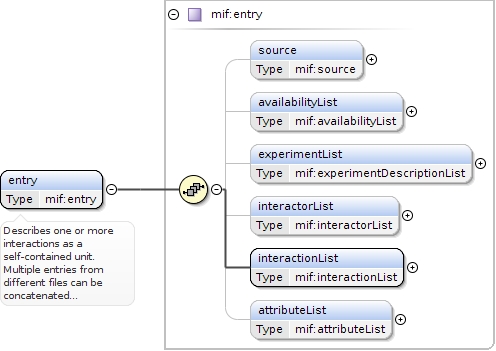 mif:entry
source
Type mif:source
availabilityList
Type mif:availabilityList
experimentList
Type mif:experimentDescriptionList
entry
Type mif:entry
Describes one or more
interactions as a
self-contained unit.
Multiple entries from
different files can be
concatenated...
interactorList
Type mif:interactorList
interactionList
Type mif:interactionList
attributeList
Type mif:attributeList